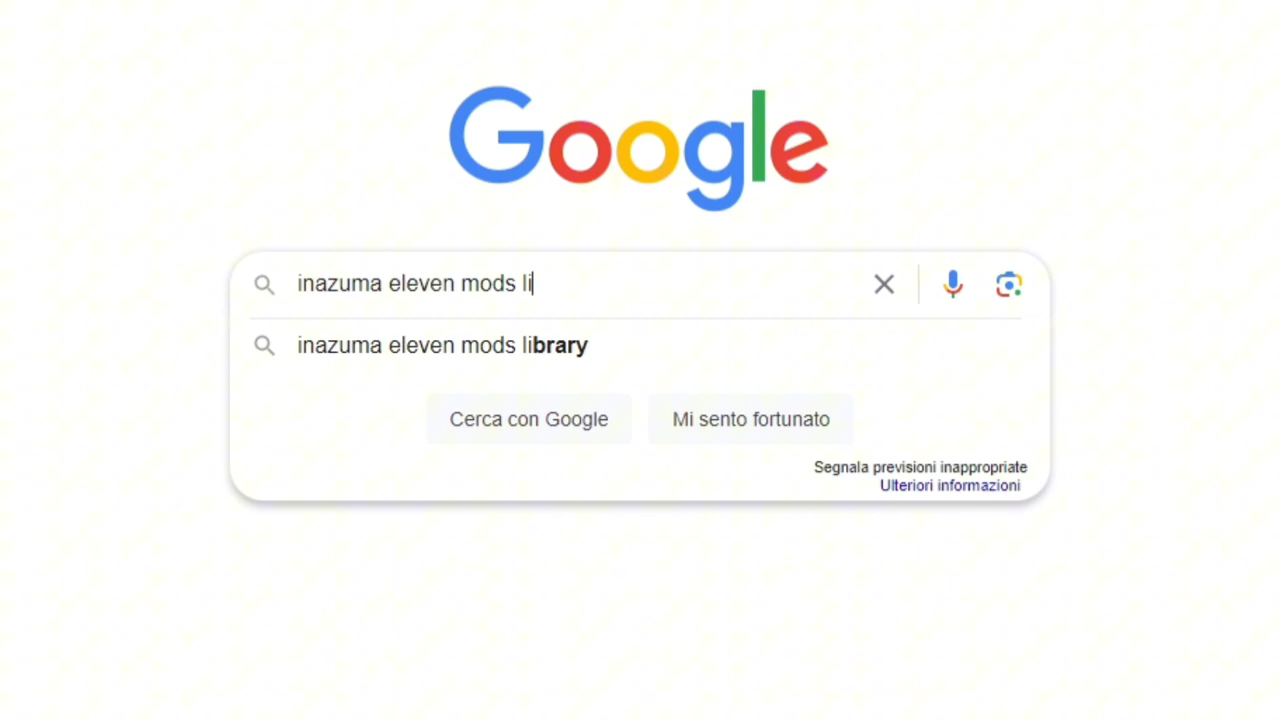 Google
inazuma eleven mods li
inazuma eleven mods library
Cerca con Google
Mi sento fortunato
Segnala previsioni inappropriate
Ulteriori informazioni